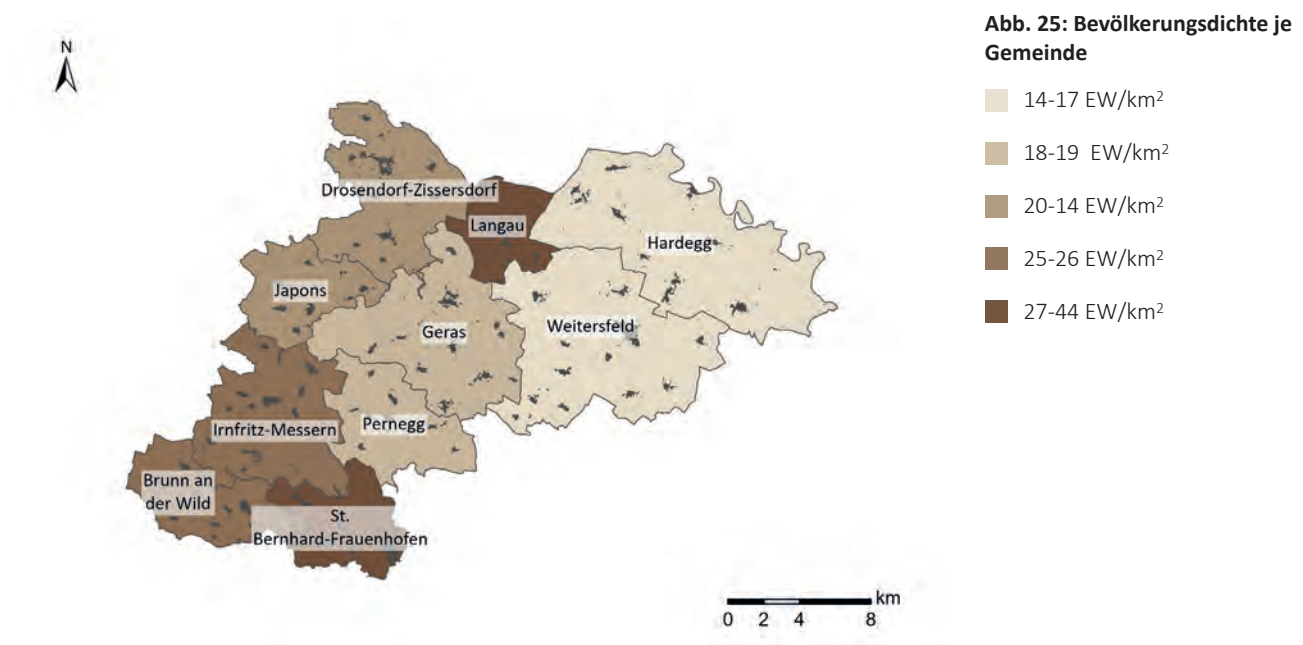 N
Abb. 25: Bevölkerungsdichte je
Gemeinde
14-17 EW/km²
18-19 EW/km²
20-14 EW/km²
25-26 EW/km²
27-44 EW/km²
Drosendorf-Zissersdorf
Langau
Hardegg
Japons
Geras
Weitersfeld
Irnfritz-Messern
Pernegg
Brunn an
der Wild
St.
Bernhard-Frauenhofen
km
0 2 4 8